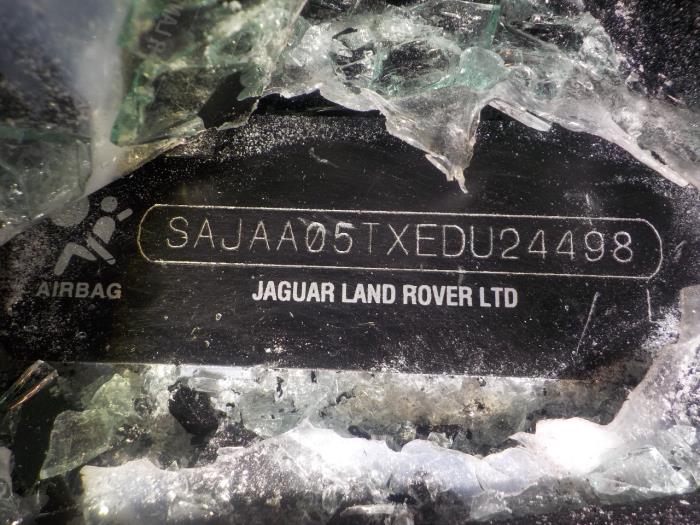 SAJAA05TXEDU24498
AIRBAG
JAGUAR LAND ROVER LTD